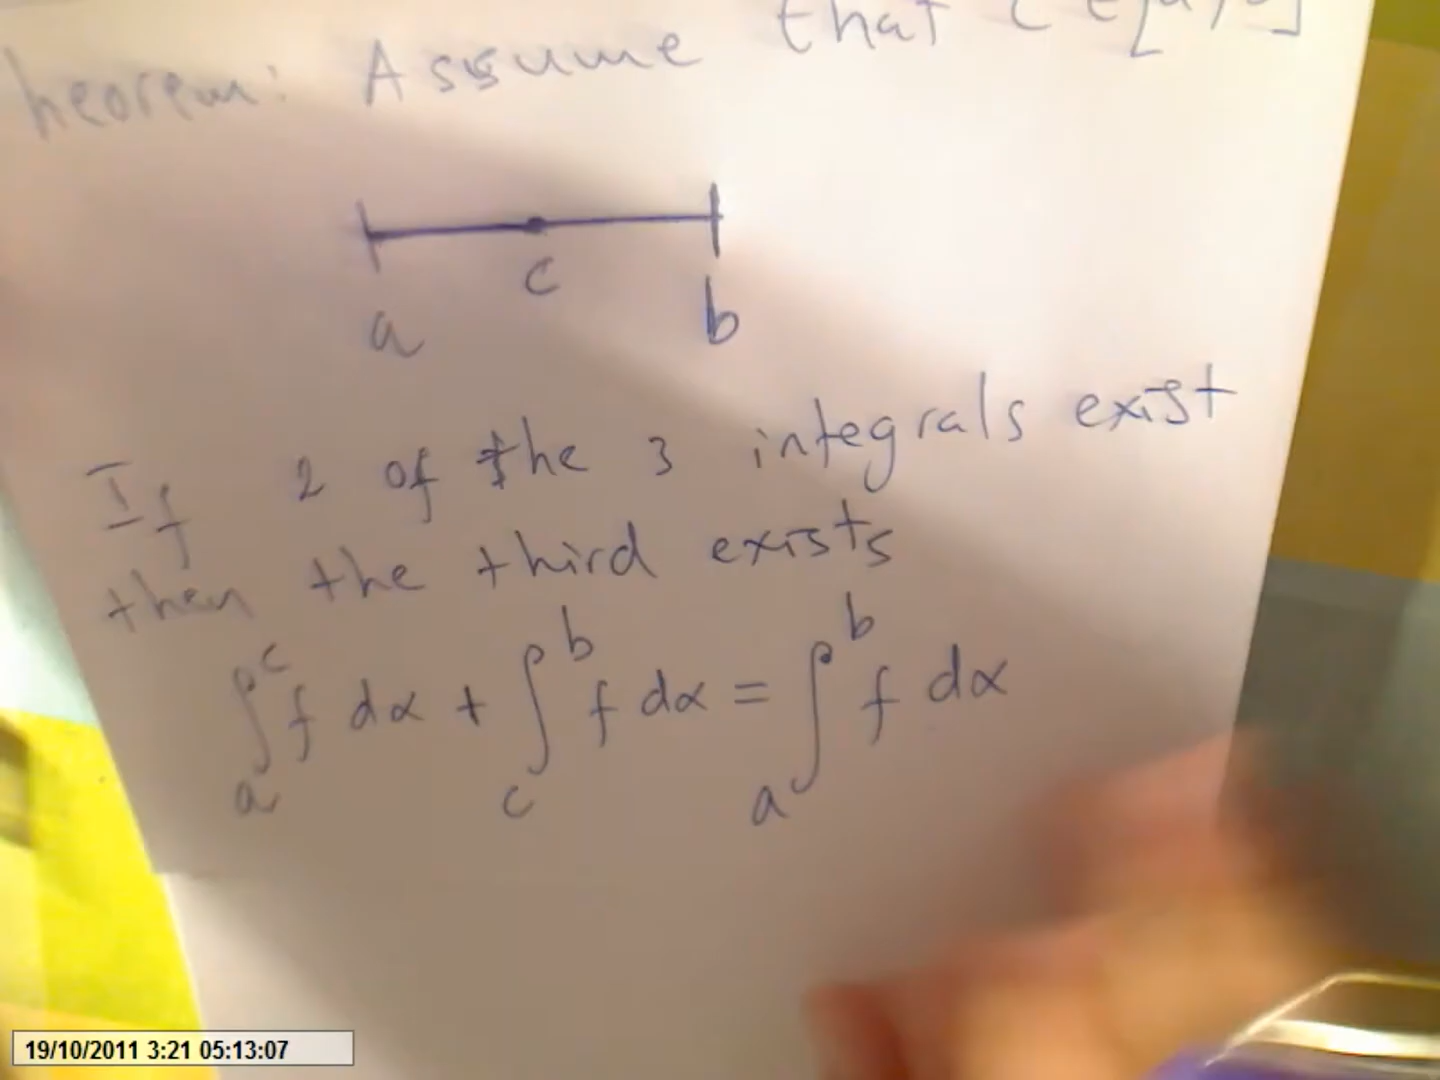 heorem: Assume that c ∈ [a, b]
a c b
If 2 of the 3 integrals exist
then the third exists
∫_a^c f dα + ∫_c^b f dα = ∫_a^b f dα
19/10/2011 3:21 05:13:07